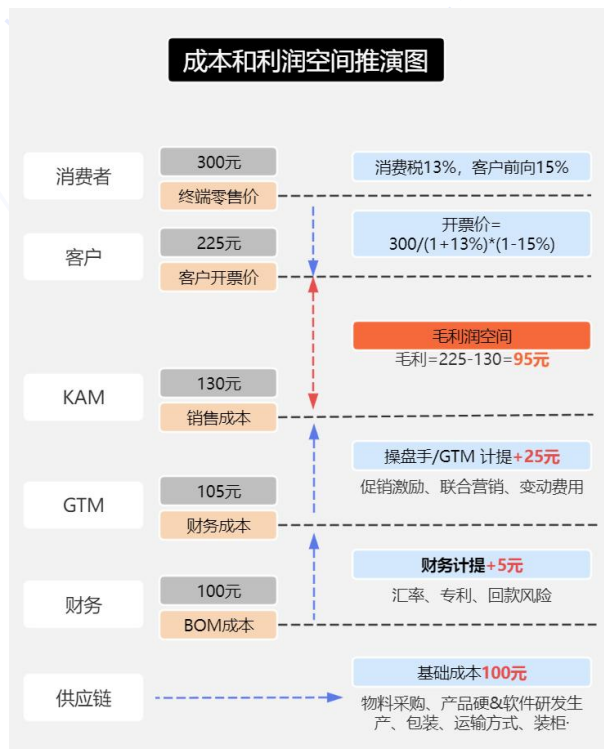 成本和利润空间推演图
消费者
300元
终端零售价
消费税13%，客户前向15%
客户
225元
客户开票价
开票价=
300/(1+13%)*(1-15%)
毛利润空间
毛利=225-130=95元
KAM
130元
销售成本
操盘手/GTM 计提+25元
促销激励、联合营销、变动费用
GTM
105元
财务成本
财务计提+5元
汇率、专利、回款风险
财务
100元
BOM成本
供应链
基础成本100元
物料采购、产品硬&软件研发生
产、包装、运输方式、装柜·